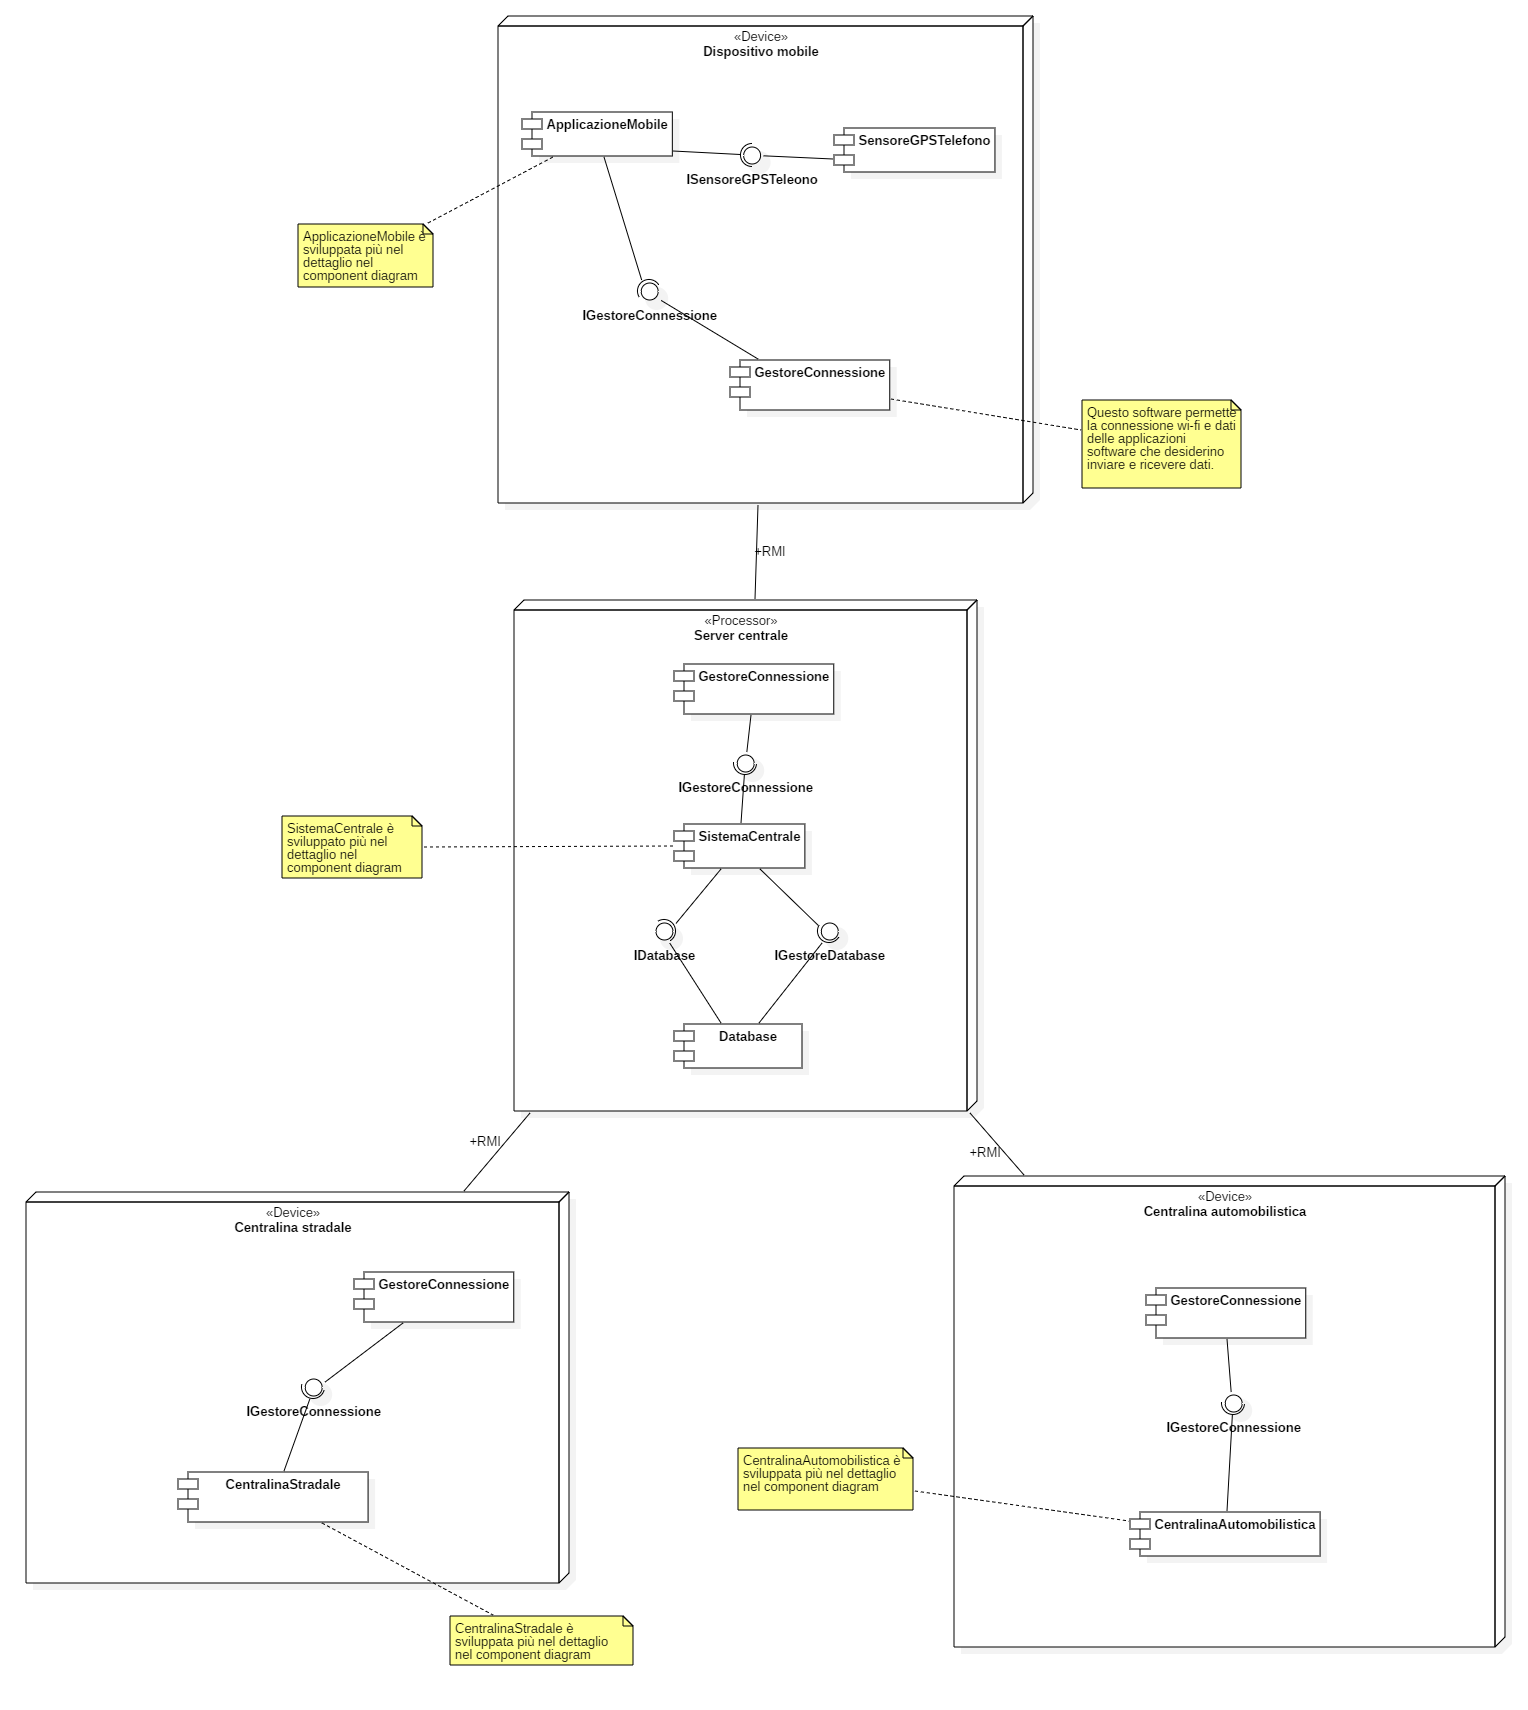 «Device»
Dispositivo mobile
ApplicazioneMobile
SensoreGPSTelefono
ISensoreGPSTeleono
ApplicazioneMobile è
sviluppata più nel
dettaglio nel
component diagram
IGestoreConnessione
GestoreConnessione
Questo software permette
la connessione wi-fi e dati
delle applicazioni
software che desiderino
inviare e ricevere dati.
+RMI
«Processor»
Server centrale
GestoreConnessione
IGestoreConnessione
SistemaCentrale è
sviluppato più nel
dettaglio nel
component diagram
SistemaCentrale
IDatabase
IGestoreDatabase
Database
+RMI
+RMI
«Device»
Centralina stradale
GestoreConnessione
IGestoreConnessione
CentralinaStradale
CentralinaStradale è
sviluppata più nel dettaglio
nel component diagram
«Device»
Centralina automobilistica
GestoreConnessione
IGestoreConnessione
CentralinaAutomobilistica è
sviluppata più nel dettaglio
nel component diagram
CentralinaAutomobilistica